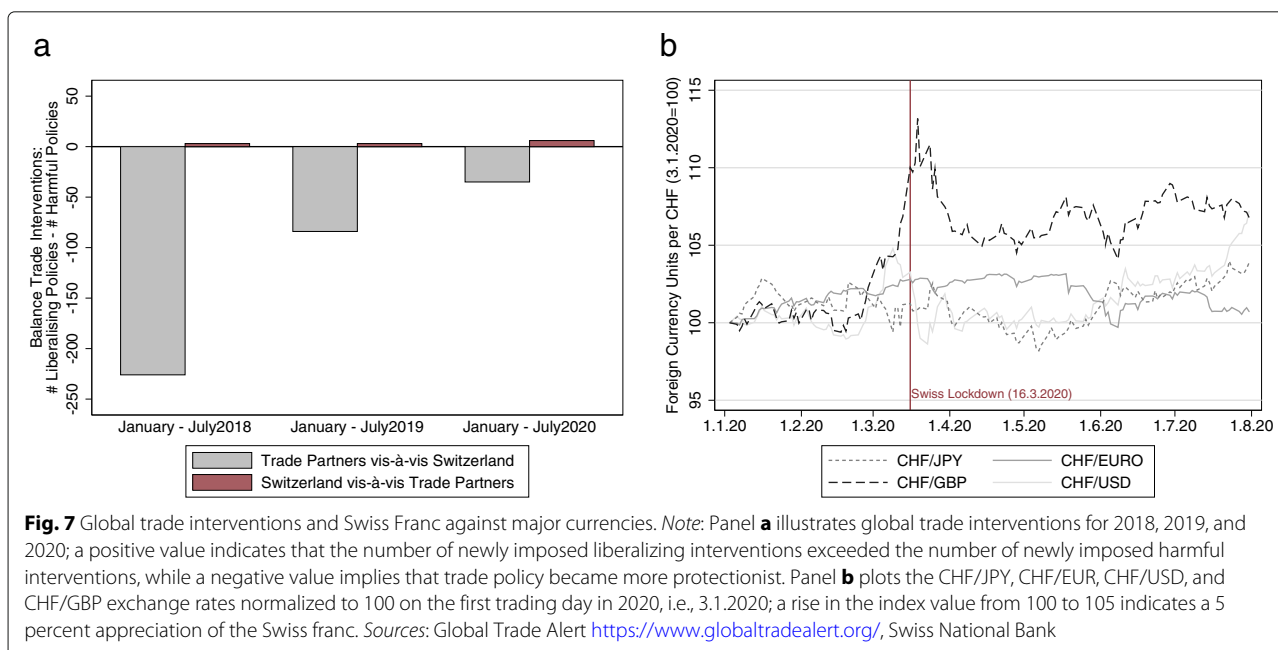 a
Balance Trade Interventions:
# Liberalising Policies - # Harmful Policies
50
0
-50
-100
-150
-200
-250
January - July2018
January - July2019
January - July2020
Trade Partners vis-à-vis Switzerland
Switzerland vis-à-vis Trade Partners
b
Foreign Currency Units per CHF (3.1.2020=100)
115
110
105
100
95
Swiss Lockdown (16.3.2020)
1.1.20
1.2.20
1.3.20
1.4.20
1.5.20
1.6.20
1.7.20
1.8.20
CHF/JPY
CHF/EURO
CHF/GBP
CHF/USD
Fig. 7 Global trade interventions and Swiss Franc against major currencies. Note: Panel a illustrates global trade interventions for 2018, 2019, and
2020; a positive value indicates that the number of newly imposed liberalizing interventions exceeded the number of newly imposed harmful
interventions, while a negative value implies that trade policy became more protectionist. Panel b plots the CHF/JPY, CHF/EUR, CHF/USD, and
CHF/GBP exchange rates normalized to 100 on the first trading day in 2020, i.e., 3.1.2020; a rise in the index value from 100 to 105 indicates a 5
percent appreciation of the Swiss franc. Sources: Global Trade Alert https://www.globaltradealert.org/, Swiss National Bank